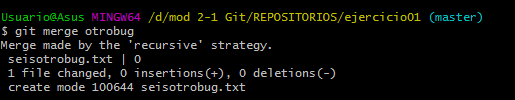 Usuario@Asus MINGW64 /d/mod 2-1 Git/REPOSITORIOS/ejercicio01 (master)
$ git merge otrobug
Merge made by the 'recursive' strategy.
 seisotrobug.txt | 0
 1 file changed, 0 insertions(+), 0 deletions(-)
 create mode 100644 seisotrobug.txt